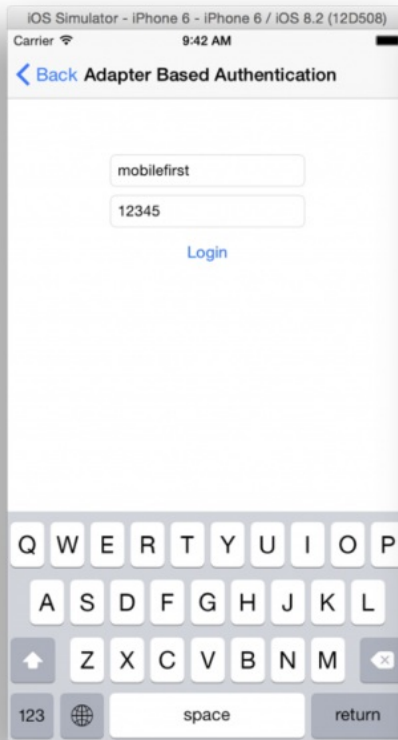 iOS Simulator - iPhone 6 - iPhone 6 / iOS 8.2 (12D508)
Carrier 9:42 AM
Back Adapter Based Authentication
mobilefirst
12345
Login
Q W E R T Y U I O P
A S D F G H J K L
Z X C V B N M
123 space return